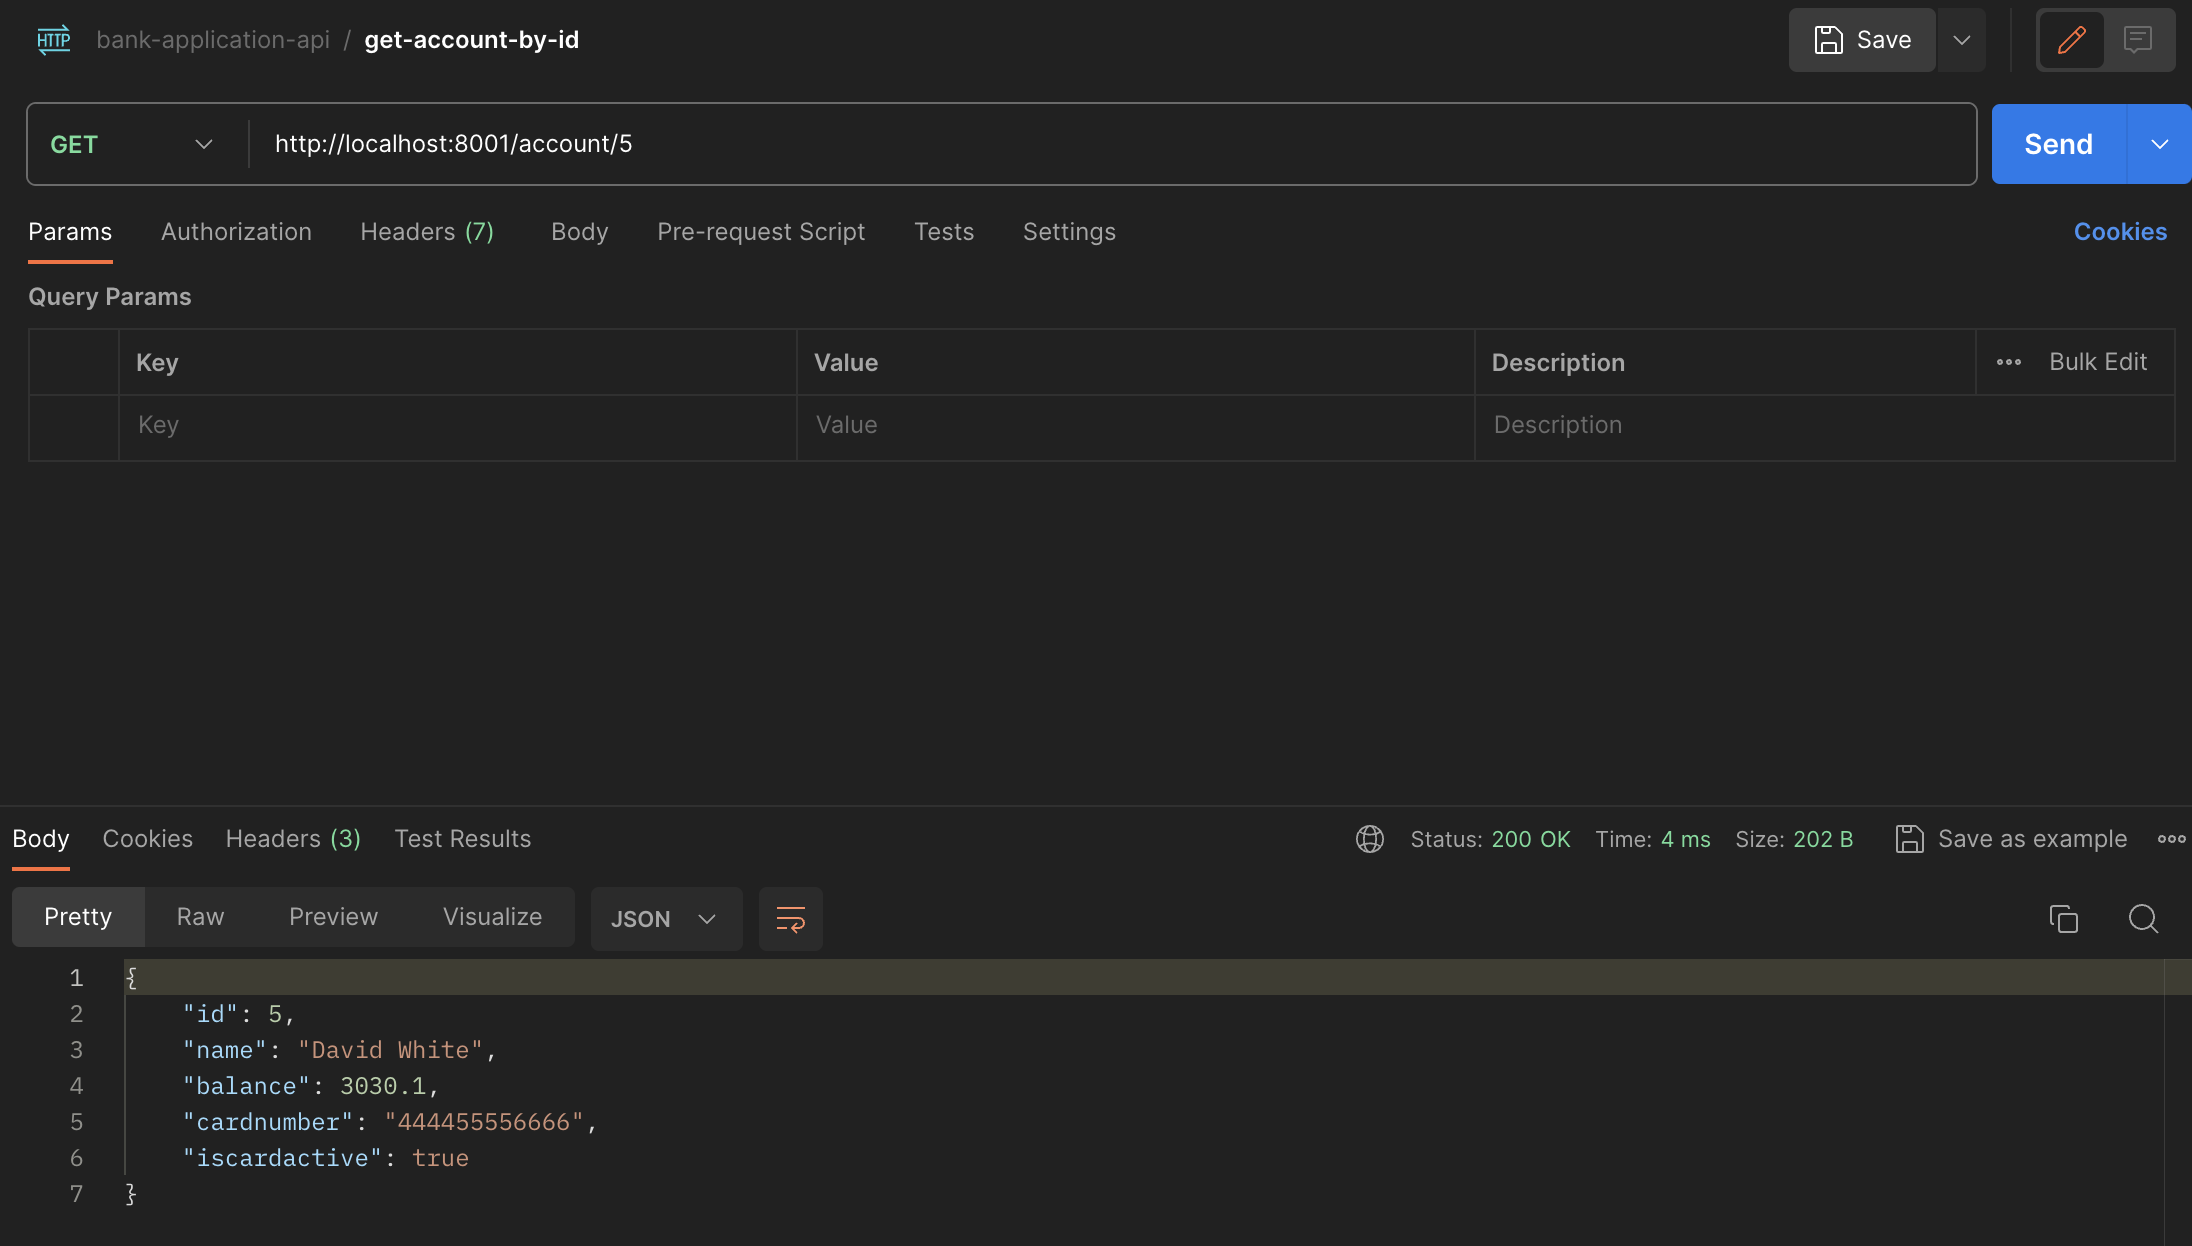 HTTP bank-application-api / get-account-by-id Save
GET http://localhost:8001/account/5 Send
Params Authorization Headers (7) Body Pre-request Script Tests Settings Cookies
Query Params
Key Value Description Bulk Edit
Key Value Description
Body Cookies Headers (3) Test Results Status: 200 OK Time: 4 ms Size: 202 B Save as example
Pretty Raw Preview Visualize JSON
1 {
2 "id": 5,
3 "name": "David White",
4 "balance": 3030.1,
5 "cardnumber": "444455556666",
6 "iscardactive": true
7 }